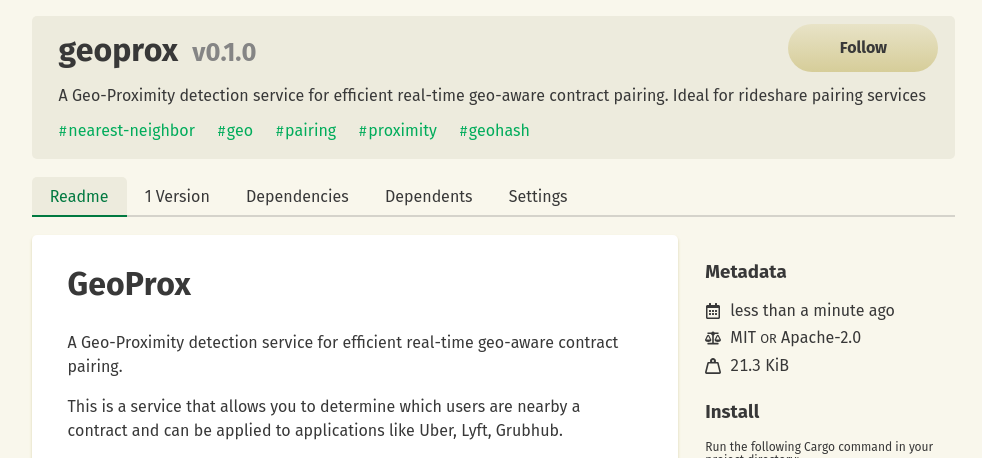 geoprox v0.1.0
Follow
A Geo-Proximity detection service for efficient real-time geo-aware contract pairing. Ideal for rideshare pairing services
#nearest-neighbor #geo #pairing #proximity #geohash
Readme 1 Version Dependencies Dependents Settings
GeoProx
A Geo-Proximity detection service for efficient real-time geo-aware contract
pairing.
This is a service that allows you to determine which users are nearby a
contract and can be applied to applications like Uber, Lyft, Grubhub.
Metadata
less than a minute ago
MIT OR Apache-2.0
21.3 KiB
Install
Run the following Cargo command in your
project directory: